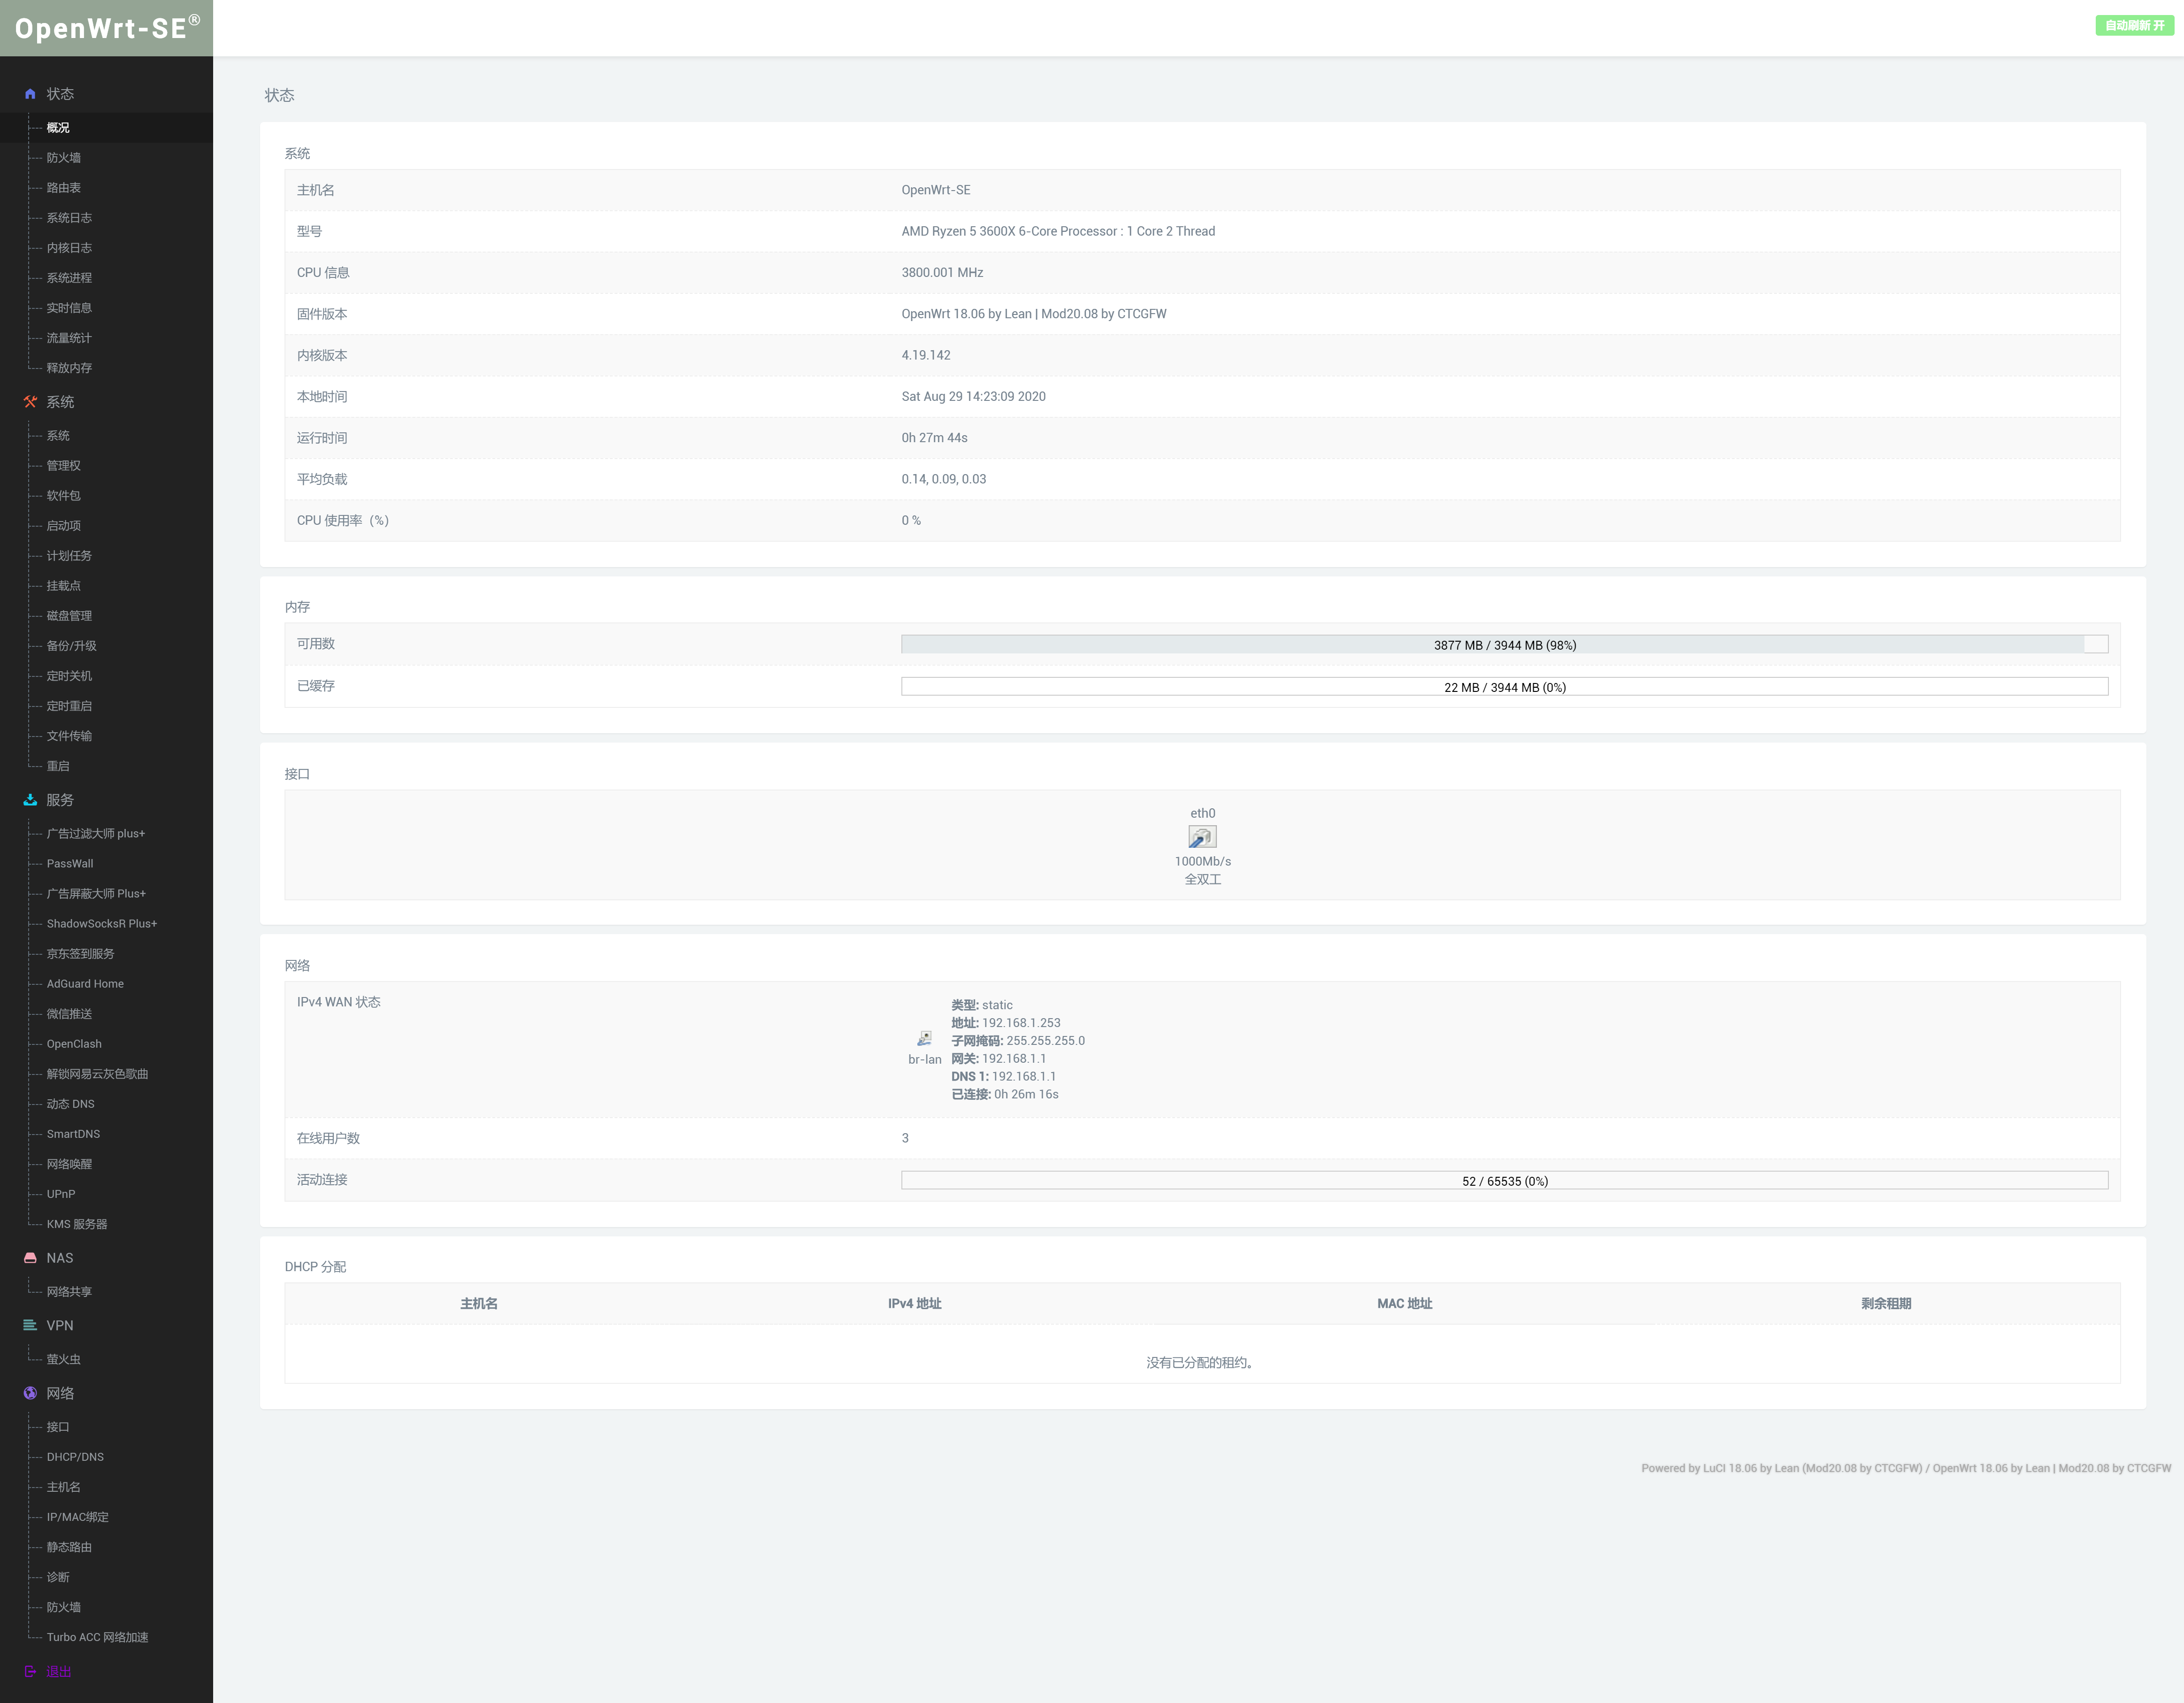 OpenWrt-SE®
自动刷新 开
状态
概况
防火墙
路由表
系统日志
内核日志
系统进程
实时信息
流量统计
释放内存
系统
系统
管理权
软件包
启动项
计划任务
挂载点
磁盘管理
备份/升级
定时关机
定时重启
文件传输
重启
服务
广告过滤大师 plus+
PassWall
广告屏蔽大师 Plus+
ShadowSocksR Plus+
京东签到服务
AdGuard Home
微信推送
OpenClash
解锁网易云灰色歌曲
动态 DNS
SmartDNS
网络唤醒
UPnP
KMS 服务器
NAS
网络共享
VPN
萤火虫
网络
接口
DHCP/DNS
主机名
IP/MAC绑定
静态路由
诊断
防火墙
Turbo ACC 网络加速
退出
状态
系统
主机名 OpenWrt-SE
型号 AMD Ryzen 5 3600X 6-Core Processor : 1 Core 2 Thread
CPU 信息 3800.001 MHz
固件版本 OpenWrt 18.06 by Lean | Mod20.08 by CTCGFW
内核版本 4.19.142
本地时间 Sat Aug 29 14:23:09 2020
运行时间 0h 27m 44s
平均负载 0.14, 0.09, 0.03
CPU 使用率（%） 0 %
内存
可用数 3877 MB / 3944 MB (98%)
已缓存 22 MB / 3944 MB (0%)
接口
eth0
1000Mb/s
全双工
网络
IPv4 WAN 状态
br-lan
类型: static
地址: 192.168.1.253
子网掩码: 255.255.255.0
网关: 192.168.1.1
DNS 1: 192.168.1.1
已连接: 0h 26m 16s
在线用户数 3
活动连接 52 / 65535 (0%)
DHCP 分配
主机名 IPv4 地址 MAC 地址 剩余租期
没有已分配的租约。
Powered by LuCI 18.06 by Lean (Mod20.08 by CTCGFW) / OpenWrt 18.06 by Lean | Mod20.08 by CTCGFW